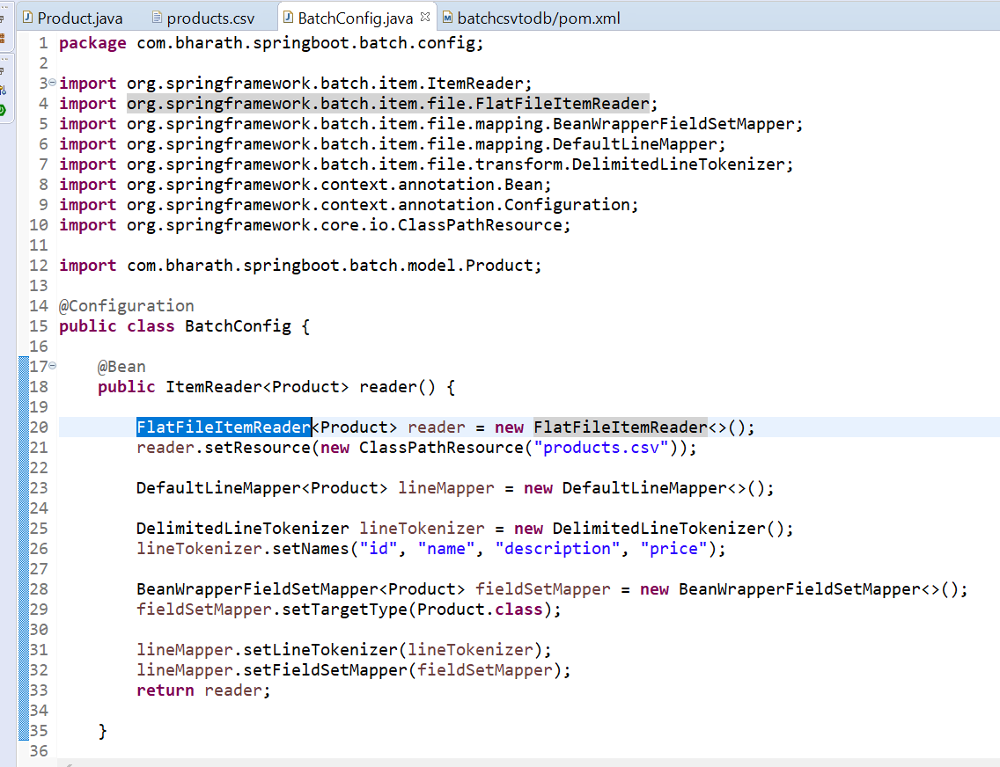 Product.java products.csv BatchConfig.java batchcsvtodb/pom.xml
1 package com.bharath.springboot.batch.config;
2
3 import org.springframework.batch.item.ItemReader;
4 import org.springframework.batch.item.file.FlatFileItemReader;
5 import org.springframework.batch.item.file.mapping.BeanWrapperFieldSetMapper;
6 import org.springframework.batch.item.file.mapping.DefaultLineMapper;
7 import org.springframework.batch.item.file.transform.DelimitedLineTokenizer;
8 import org.springframework.context.annotation.Bean;
9 import org.springframework.context.annotation.Configuration;
10 import org.springframework.core.io.ClassPathResource;
11
12 import com.bharath.springboot.batch.model.Product;
13
14 @Configuration
15 public class BatchConfig {
16
17 @Bean
18 public ItemReader<Product> reader() {
19
20 FlatFileItemReader<Product> reader = new FlatFileItemReader<>();
21 reader.setResource(new ClassPathResource("products.csv"));
22
23 DefaultLineMapper<Product> lineMapper = new DefaultLineMapper<>();
24
25 DelimitedLineTokenizer lineTokenizer = new DelimitedLineTokenizer();
26 lineTokenizer.setNames("id", "name", "description", "price");
27
28 BeanWrapperFieldSetMapper<Product> fieldSetMapper = new BeanWrapperFieldSetMapper<>();
29 fieldSetMapper.setTargetType(Product.class);
30
31 lineMapper.setLineTokenizer(lineTokenizer);
32 lineMapper.setFieldSetMapper(fieldSetMapper);
33 return reader;
34
35 }
36